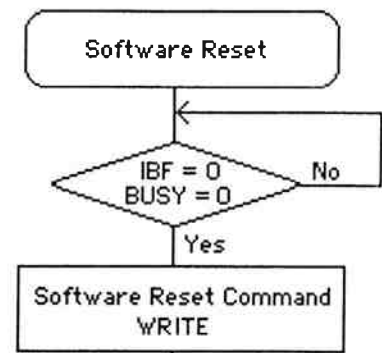 Software Reset
IBF = 0
BUSY = 0
No
Yes
Software Reset Command
WRITE